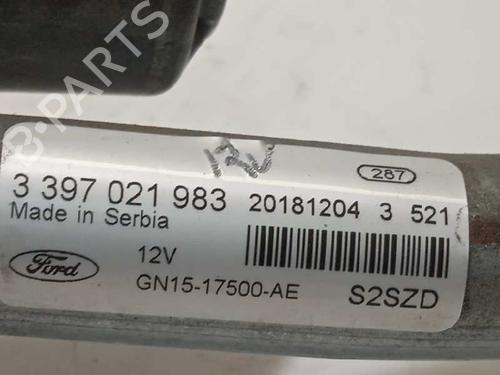 B-PARTS
287
3 397 021 983 20181204 3 521
Made in Serbia
Ford
12V
GN15-17500-AE S2SZD